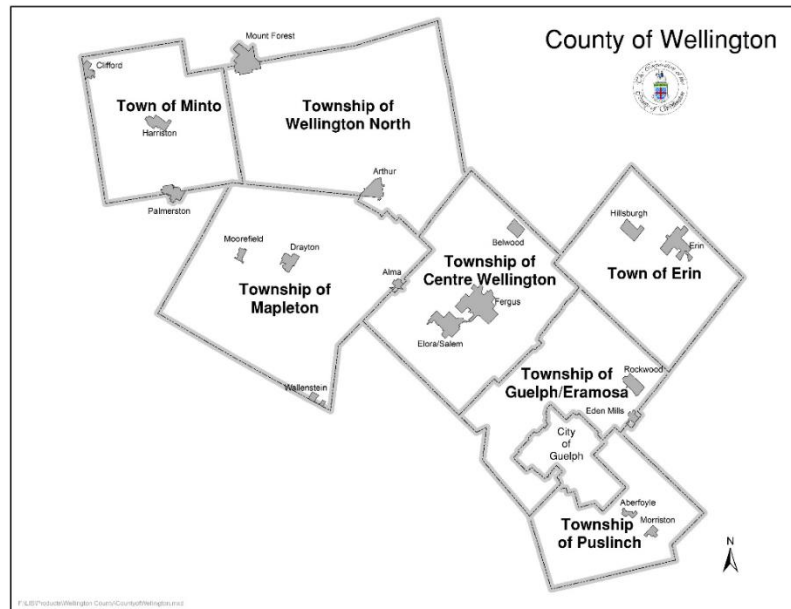 County of Wellington
Mount Forest
Clifford
Town of Minto
Harriston
Township of
Wellington North
Palmerston
Arthur
Moorefield
Drayton
Township of
Mapleton
Alma
Wallenstein
Belwood
Township of
Centre Wellington
Fergus
Elora/Salem
Hillsburgh
Erin
Town of Erin
Township of
Guelph/Eramosa
Rockwood
Eden Mills
City
of
Guelph
Aberfoyle
Morriston
Township
of Puslinch
N